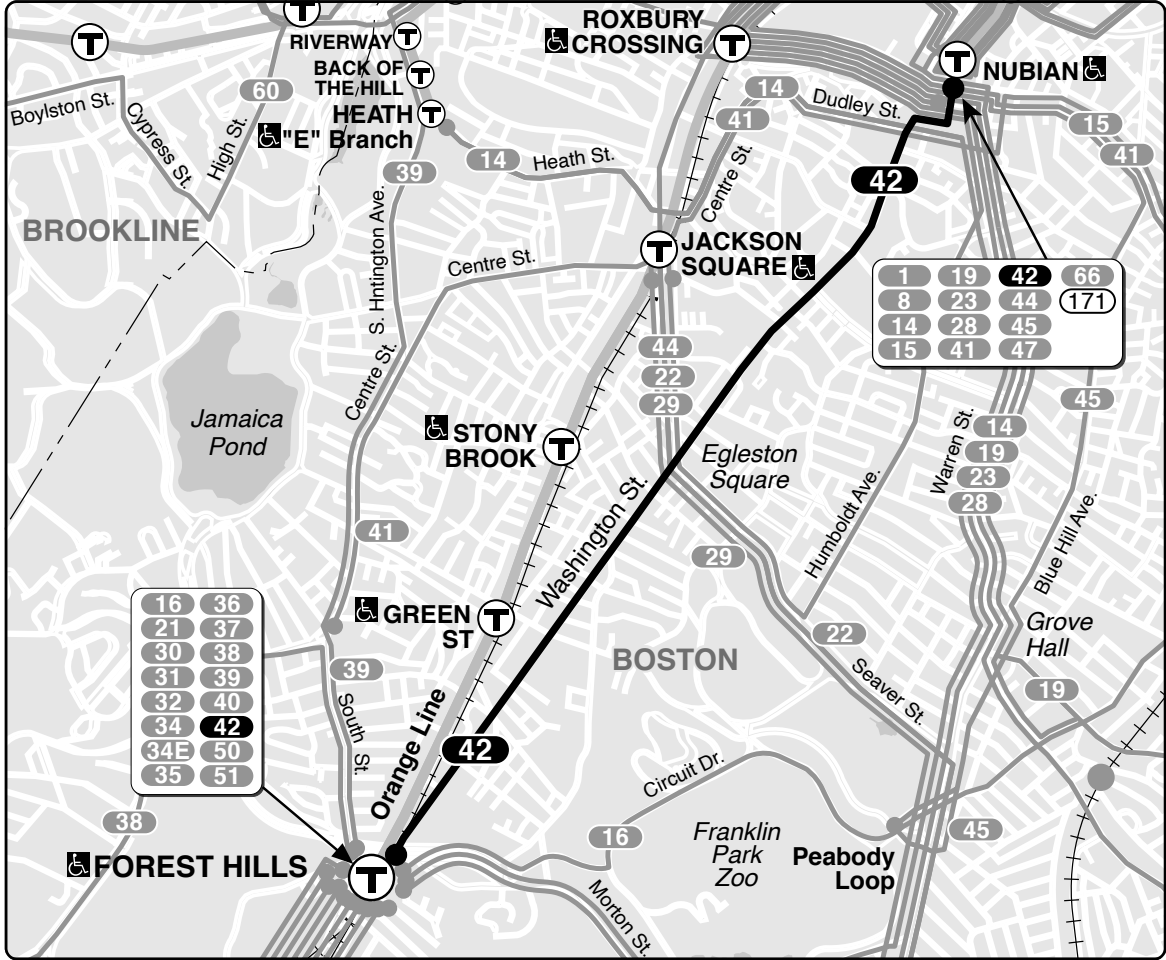 T
T
ROXBURY
CROSSING
T
T
NUBIAN
RIVERWAY T
BACK OF
THE HILL T
HEATH T
"E" Branch
60
Boylston St.
Cypress St.
High St.
14
41
Dudley St.
15
41
39
14
Heath St.
Centre St.
42
BROOKLINE
S. Hntington Ave.
Centre St.
T
JACKSON
SQUARE
1 19 42 66
8 23 44 171
14 28 45
15 41 47
44
22
29
Centre St.
Jamaica
Pond
STONY
BROOK
T
Egleston
Square
45
Warren St.
14
19
23
28
Washington St.
Humboldt Ave.
Blue Hill Ave.
41
29
16 36
21 37
30 38
31 39
32 40
34 42
34E 50
35 51
GREEN
ST
T
22
Grove
Hall
BOSTON
39
South St.
Seaver St.
19
Orange Line
42
Circuit Dr.
38
16
Franklin
Park
Zoo
45
Peabody
Loop
FOREST HILLS
T
Morton St.